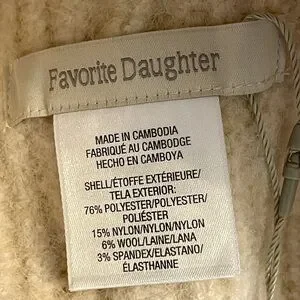 Favorite Daughter
MADE IN CAMBODIA
FABRIQUÉ AU CAMBODGE
HECHO EN CAMBOYA
SHELL/ÉTOFFE EXTÉRIEURE/
TELA EXTERIOR:
76% POLYESTER/POLYESTER/
POLIÉSTER
15% NYLON/NYLON/NYLON
6% WOOL/LAINE/LANA
3% SPANDEX/ELASTANO/
ÉLASTHANNE